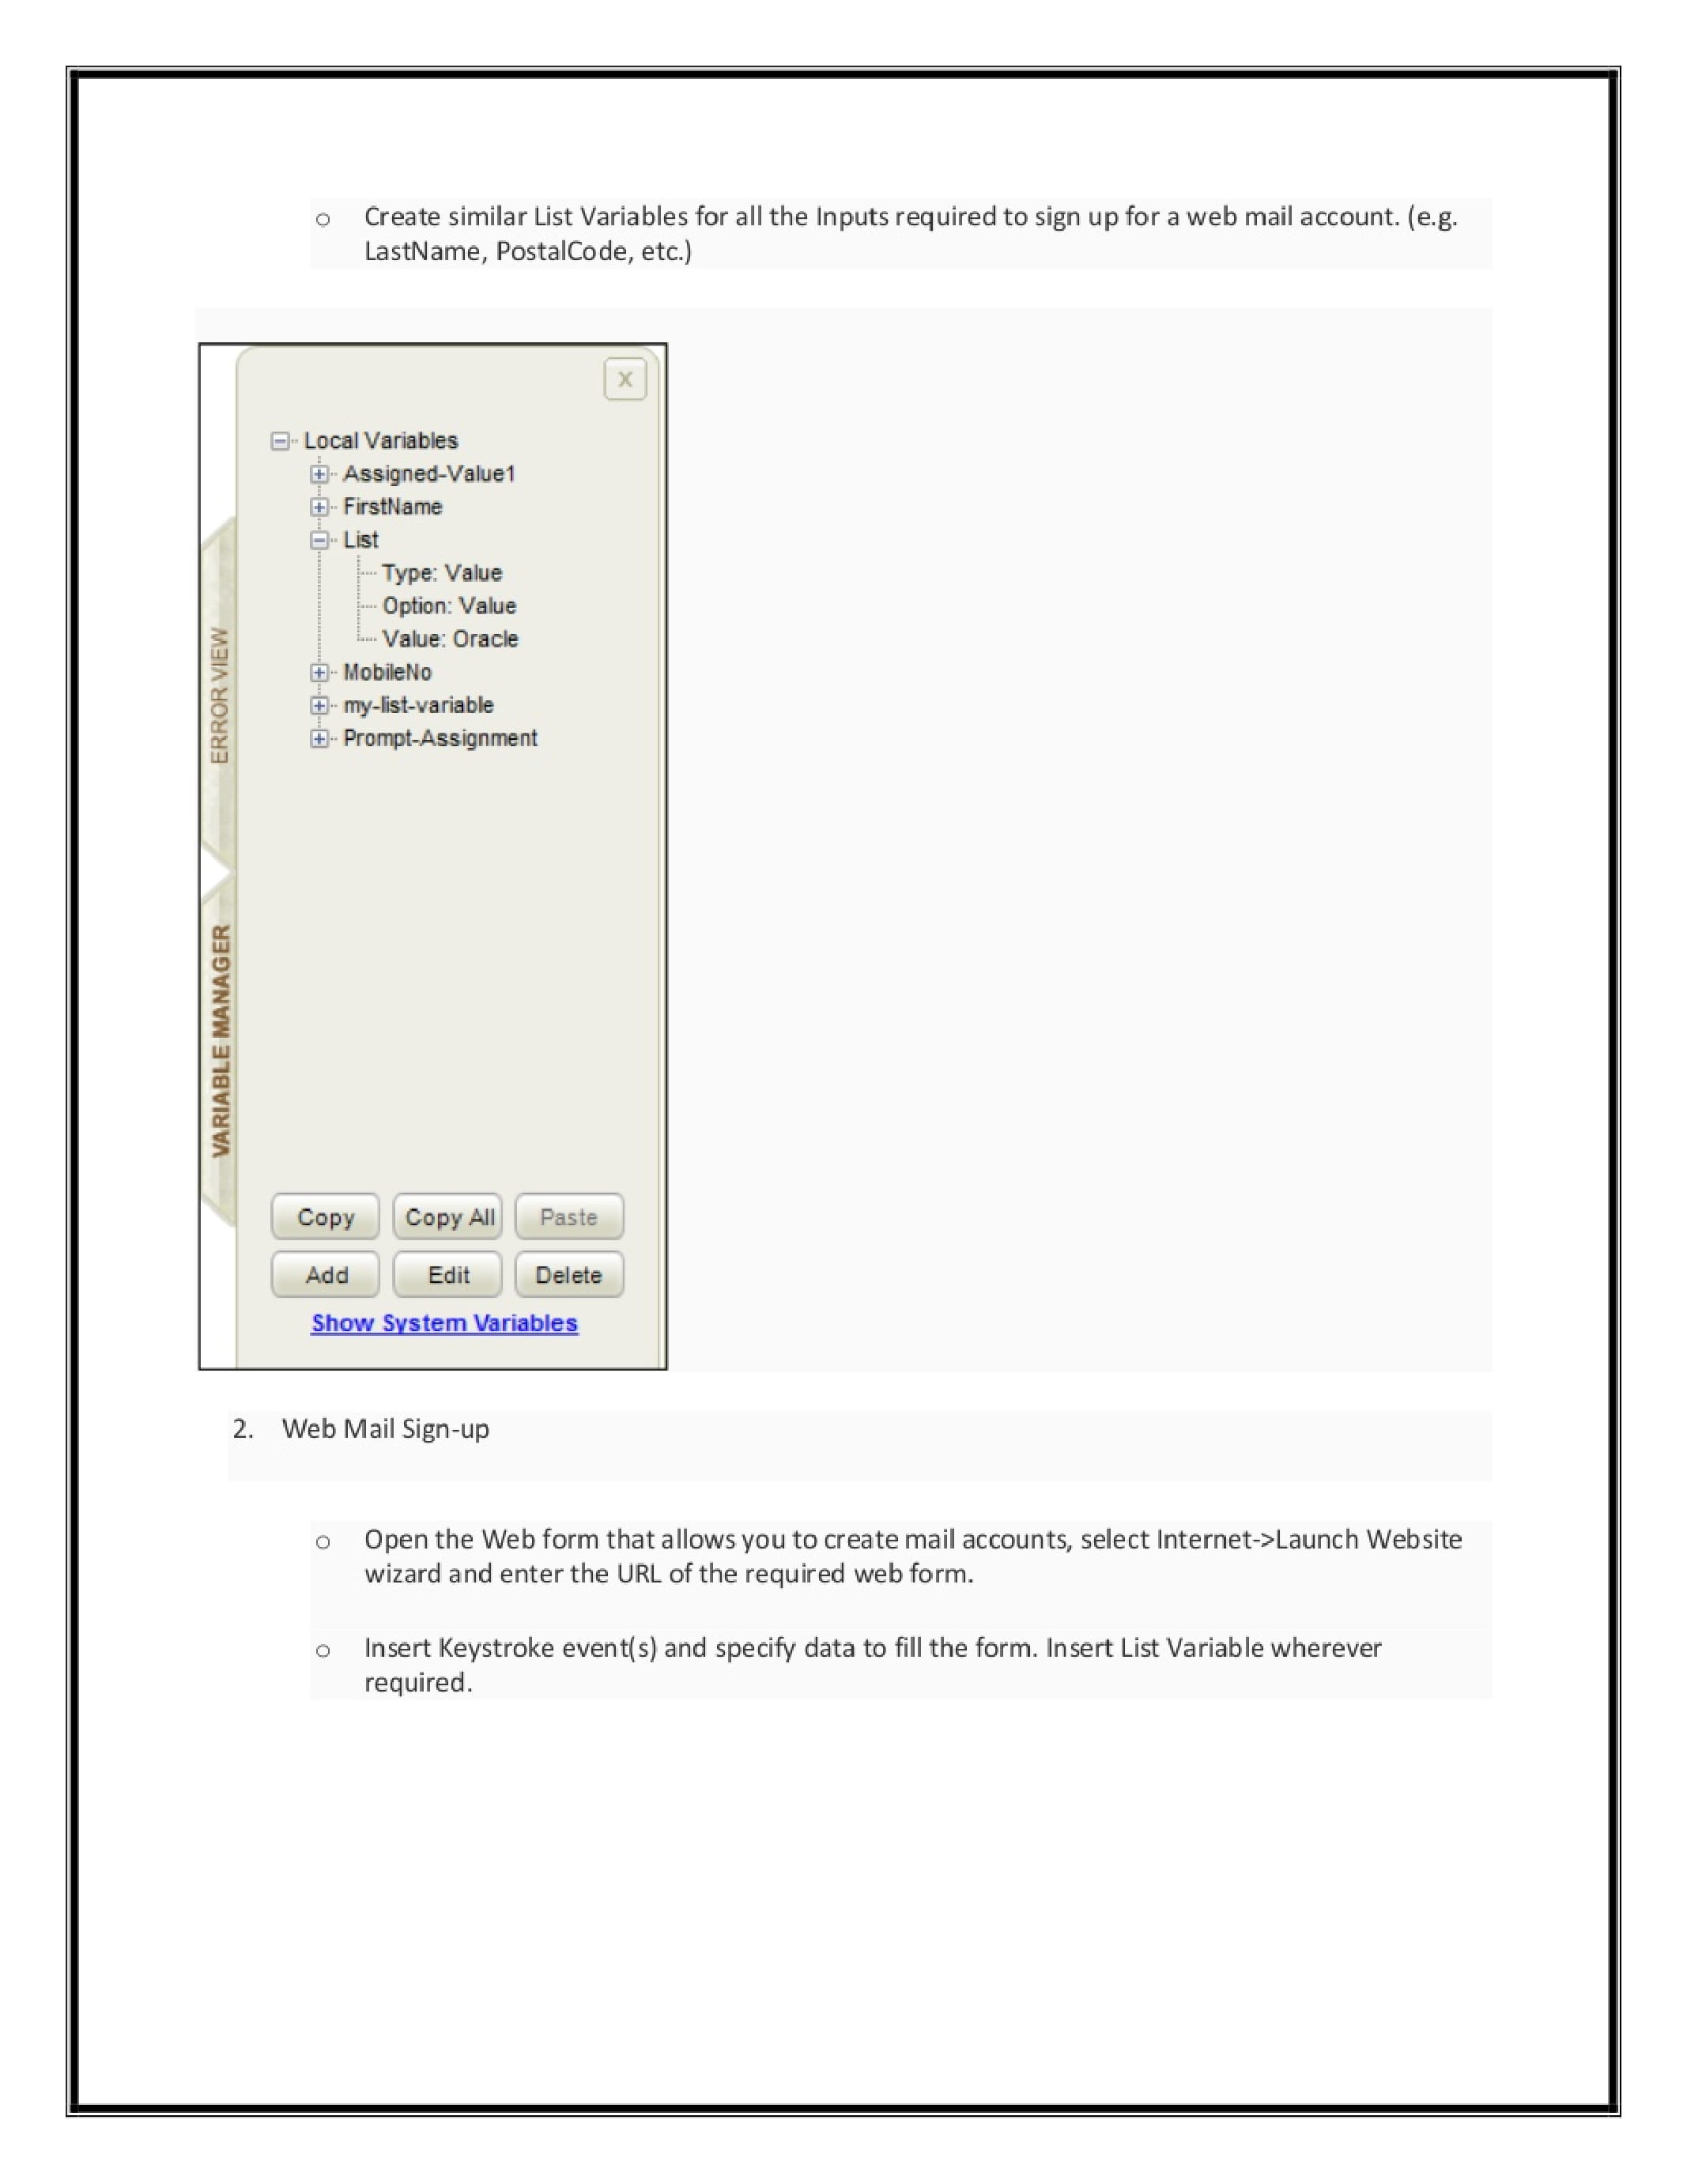 o Create similar List Variables for all the Inputs required to sign up for a web mail account. (e.g.
LastName, PostalCode, etc.)
X
Local Variables
Assigned-Value1
FirstName
List
Type: Value
Option: Value
Value: Oracle
MobileNo
my-list-variable
Prompt-Assignment
ERROR VIEW
VARIABLE MANAGER
Copy Copy All Paste
Add Edit Delete
Show System Variables
2. Web Mail Sign-up
o Open the Web form that allows you to create mail accounts, select Internet->Launch Website
wizard and enter the URL of the required web form.
o Insert Keystroke event(s) and specify data to fill the form. Insert List Variable wherever
required.